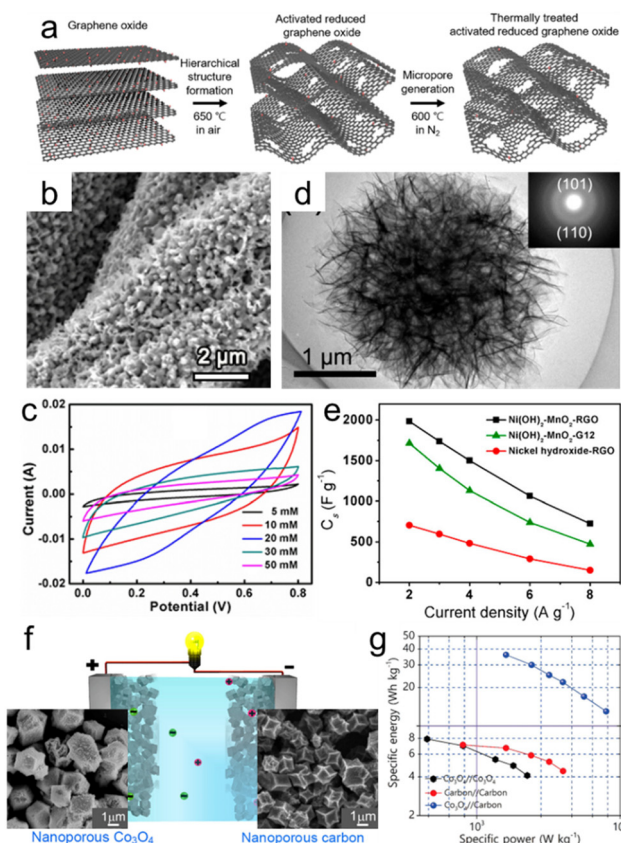 a
Graphene oxide
Activated reduced
graphene oxide
Thermally treated
activated reduced graphene oxide
Hierarchical
structure
formation
650 ℃
in air
Micropore
generation
600 ℃
in N₂
b
2 μm
d
1 μm
(101)
(110)
c
0.02
0.01
0.00
-0.01
-0.02
Current (A)
0.0 0.2 0.4 0.6 0.8
Potential (V)
5 mM
10 mM
20 mM
30 mM
50 mM
e
2000
1500
1000
500
0
Cₛ (F g⁻¹)
2 4 6 8
Current density (A g⁻¹)
Ni(OH)₂-MnO₂-RGO
Ni(OH)₂-MnO₂-G12
Nickel hydroxide-RGO
f
+
-
1μm
Nanoporous Co₃O₄
1μm
Nanoporous carbon
g
50
40
30
20
10
8
6
4
2
Specific energy (Wh kg⁻¹)
Co₃O₄//Co₃O₄
Carbon//Carbon
Co₃O₄//Carbon
10³ 10⁴
Specific power (W kg⁻¹)